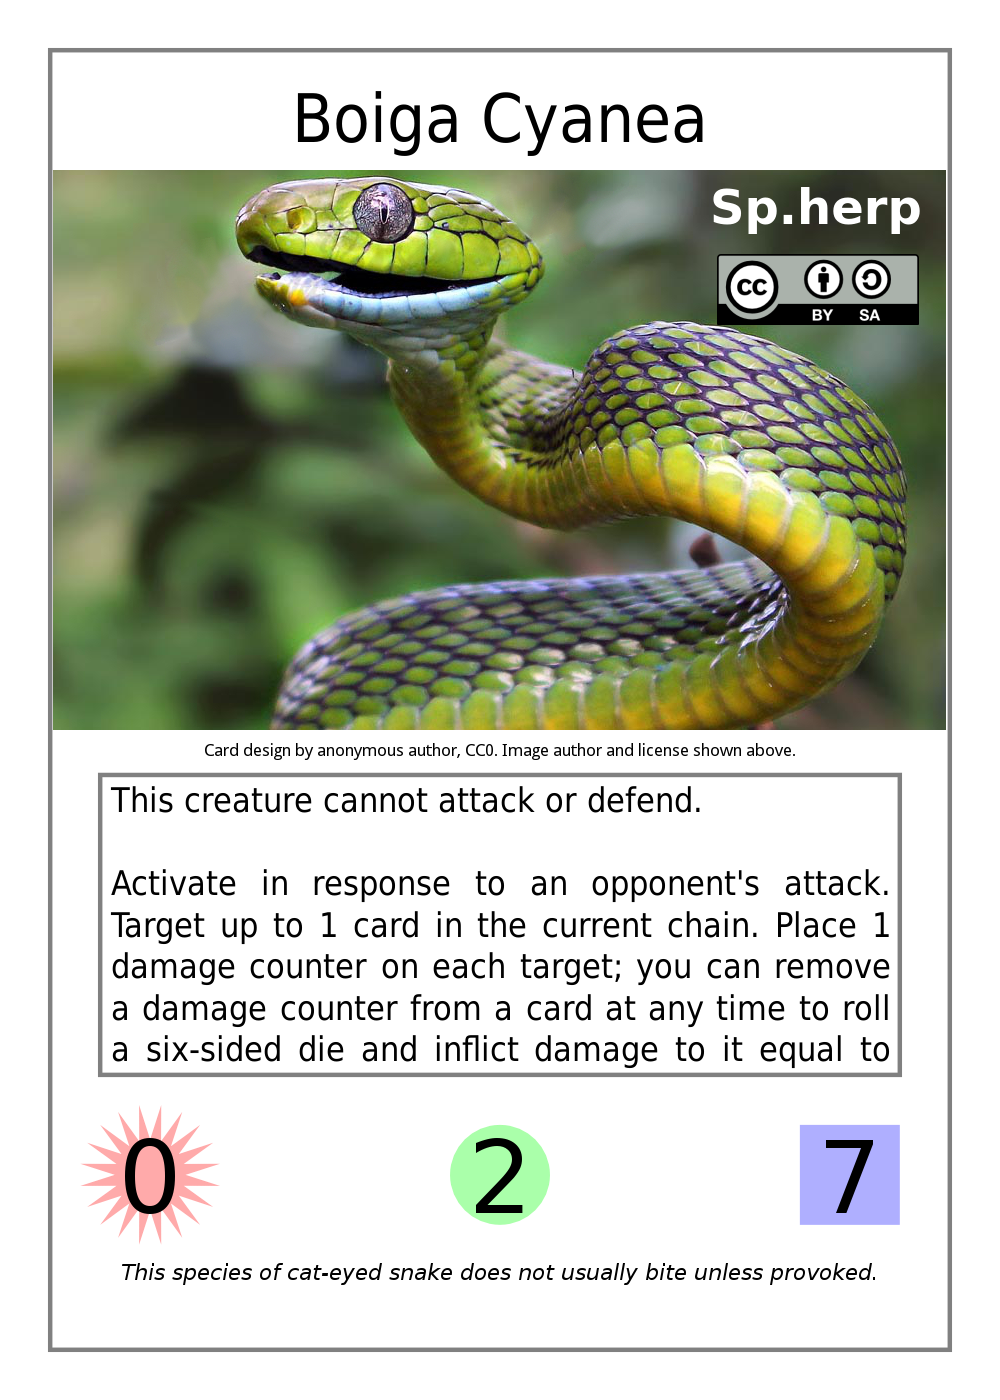 Boiga Cyanea
Sp.herp
cc
BY SA
Card design by anonymous author, CC0. Image author and license shown above.
This creature cannot attack or defend.
Activate in response to an opponent's attack.
Target up to 1 card in the current chain. Place 1
damage counter on each target; you can remove
a damage counter from a card at any time to roll
a six-sided die and inflict damage to it equal to
0 2 7
This species of cat-eyed snake does not usually bite unless provoked.